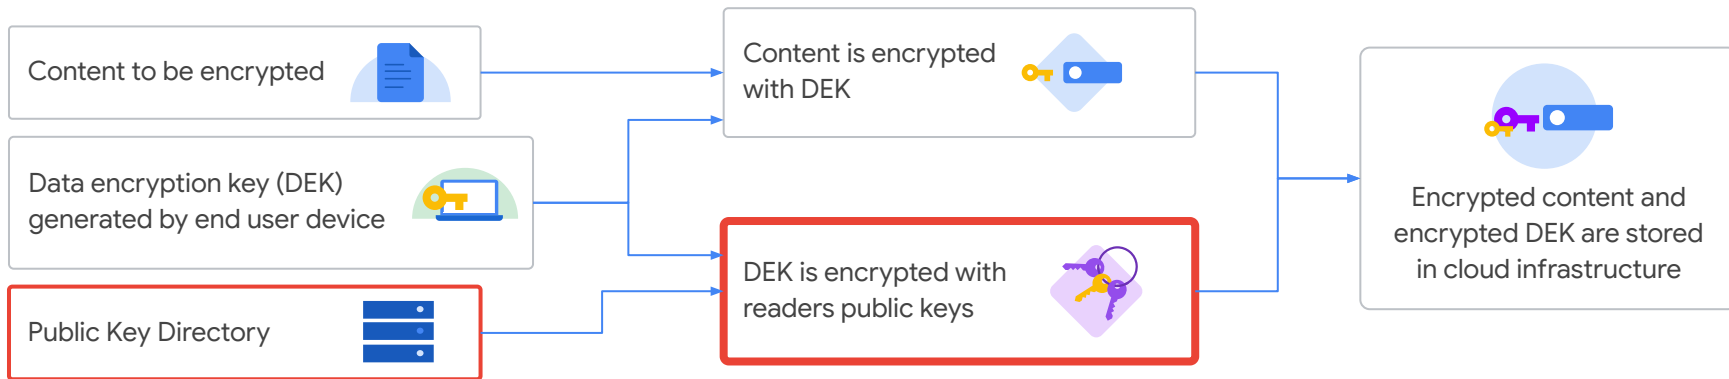 Content to be encrypted
Data encryption key (DEK)
generated by end user device
Public Key Directory
Content is encrypted
with DEK
DEK is encrypted with
readers public keys
Encrypted content and
encrypted DEK are stored
in cloud infrastructure